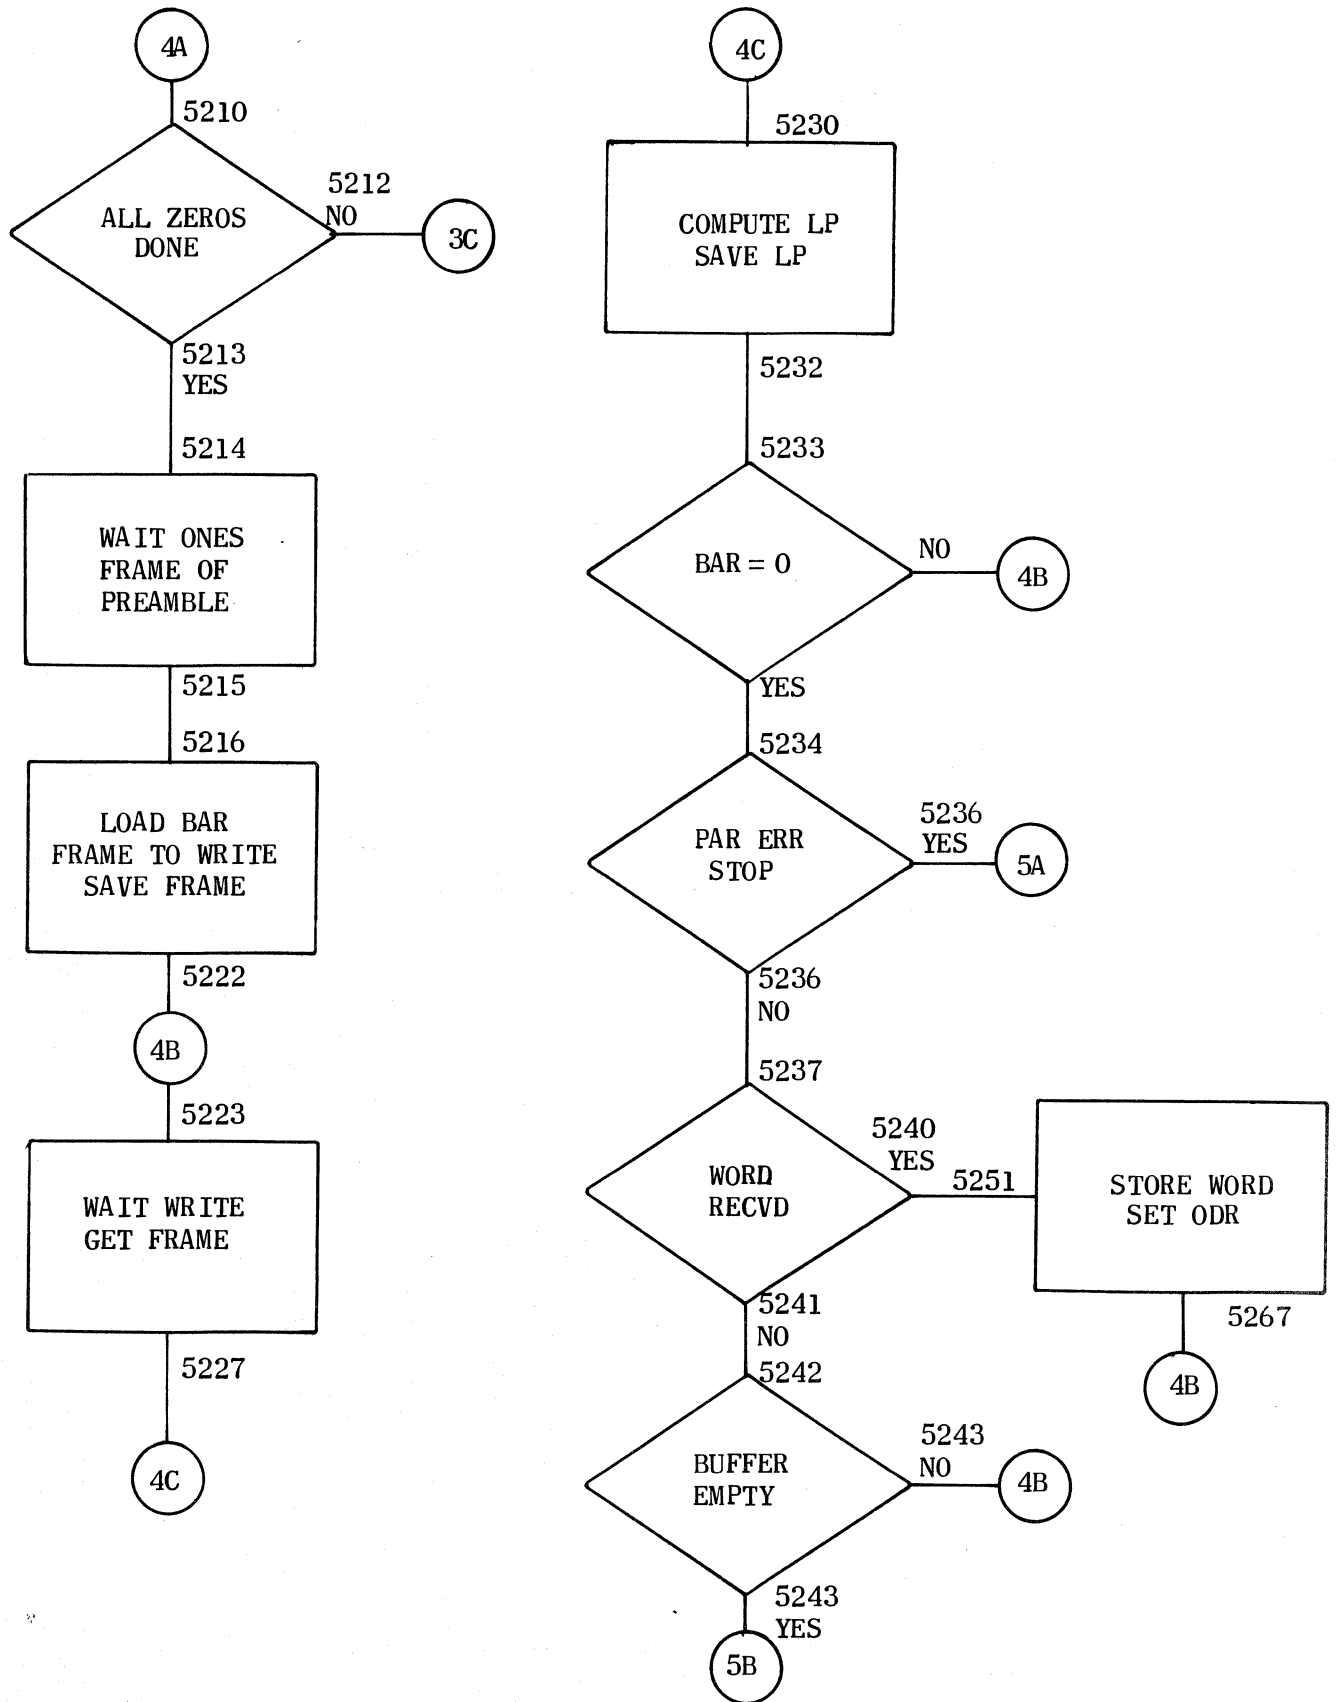 4A
5210
ALL ZEROS
DONE
5212
NO
3C
5213
YES
5214
WAIT ONES
FRAME OF
PREAMBLE
5215
5216
LOAD BAR
FRAME TO WRITE
SAVE FRAME
5222
4B
5223
WAIT WRITE
GET FRAME
5227
4C
4C
5230
COMPUTE LP
SAVE LP
5232
5233
BAR = 0
NO
4B
YES
5234
PAR ERR
STOP
5236
YES
5A
5236
NO
5237
WORD
RECVD
5240
YES
5251
STORE WORD
SET ODR
5267
4B
5241
NO
5242
BUFFER
EMPTY
5243
NO
4B
5243
YES
5B